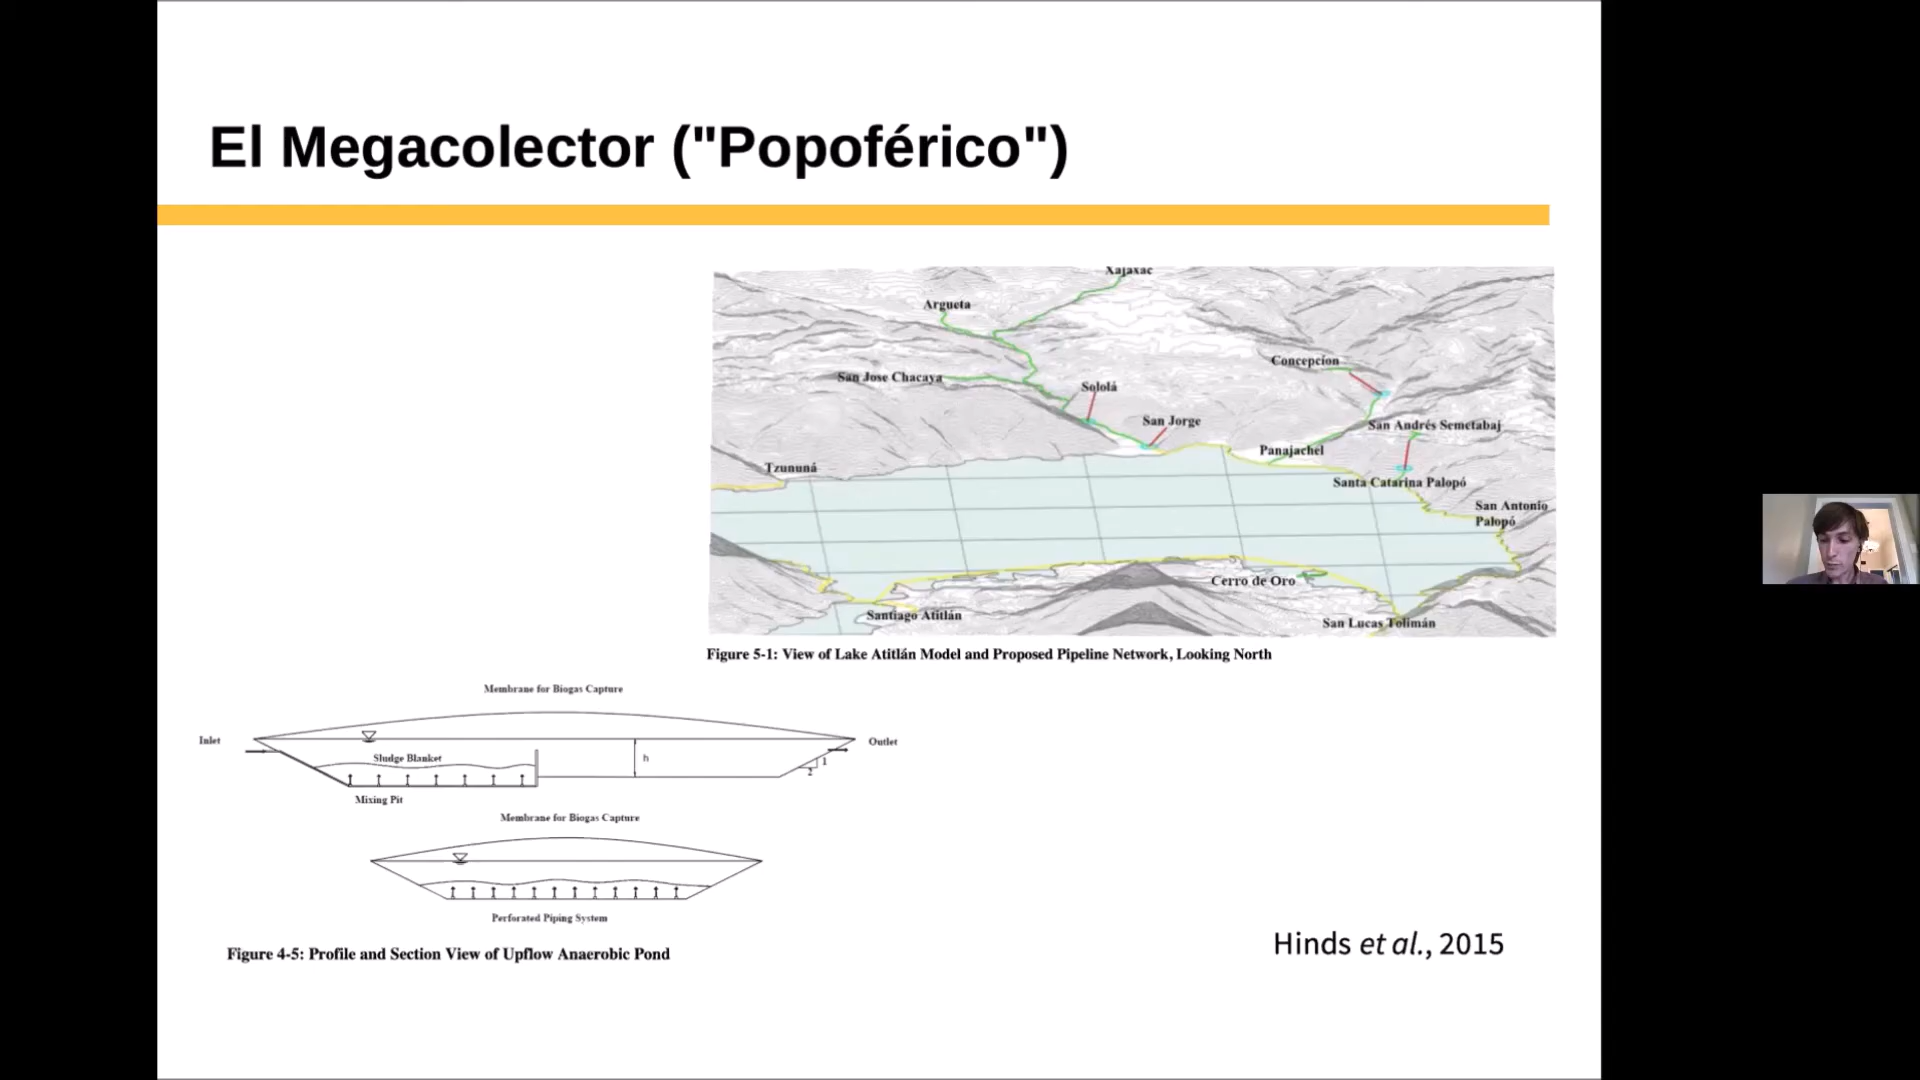 El Megacolector ("Popoférico")
Xajaxac
Argueta
Concepcíon
San Jose Chacaya
Sololá
San Jorge
San Andrés Semetabaj
Panajachel
Tzununá
Santa Catarina Palopó
San Antonio
Palopó
Cerro de Oro
Santiago Atitlán
San Lucas Tolimán
Figure 5-1: View of Lake Atitlán Model and Proposed Pipeline Network, Looking North
Membrane for Biogas Capture
Inlet
Outlet
Sludge Blanket
h
1
2
Mixing Pit
Membrane for Biogas Capture
Perforated Piping System
Figure 4-5: Profile and Section View of Upflow Anaerobic Pond
Hinds et al., 2015